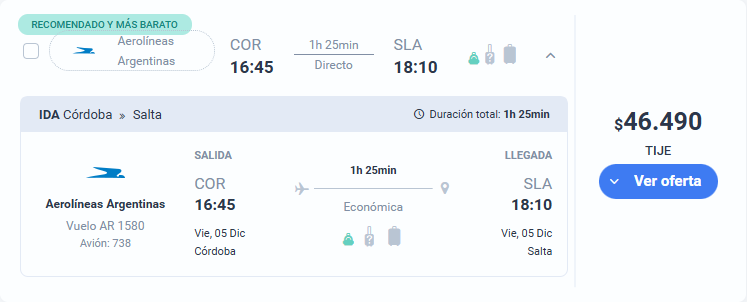 RECOMENDADO Y MÁS BARATO
Aerolíneas
Argentinas
COR
16:45
1h 25min
Directo
SLA
18:10
?
IDA Córdoba » Salta
Duración total: 1h 25min
Aerolíneas Argentinas
Vuelo AR 1580
Avión: 738
SALIDA
COR
16:45
Vie, 05 Dic
Córdoba
1h 25min
Económica
?
LLEGADA
SLA
18:10
Vie, 05 Dic
Salta
$46.490
TIJE
Ver oferta